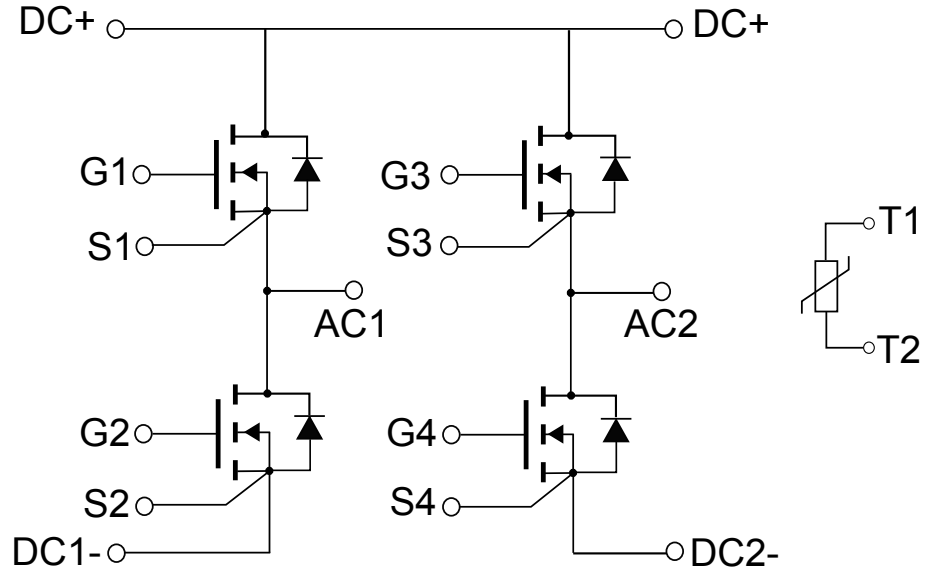 DC+
DC+
G1
G3
S1
S3
T1
AC1
AC2
T2
G2
G4
S2
S4
DC1-
DC2-